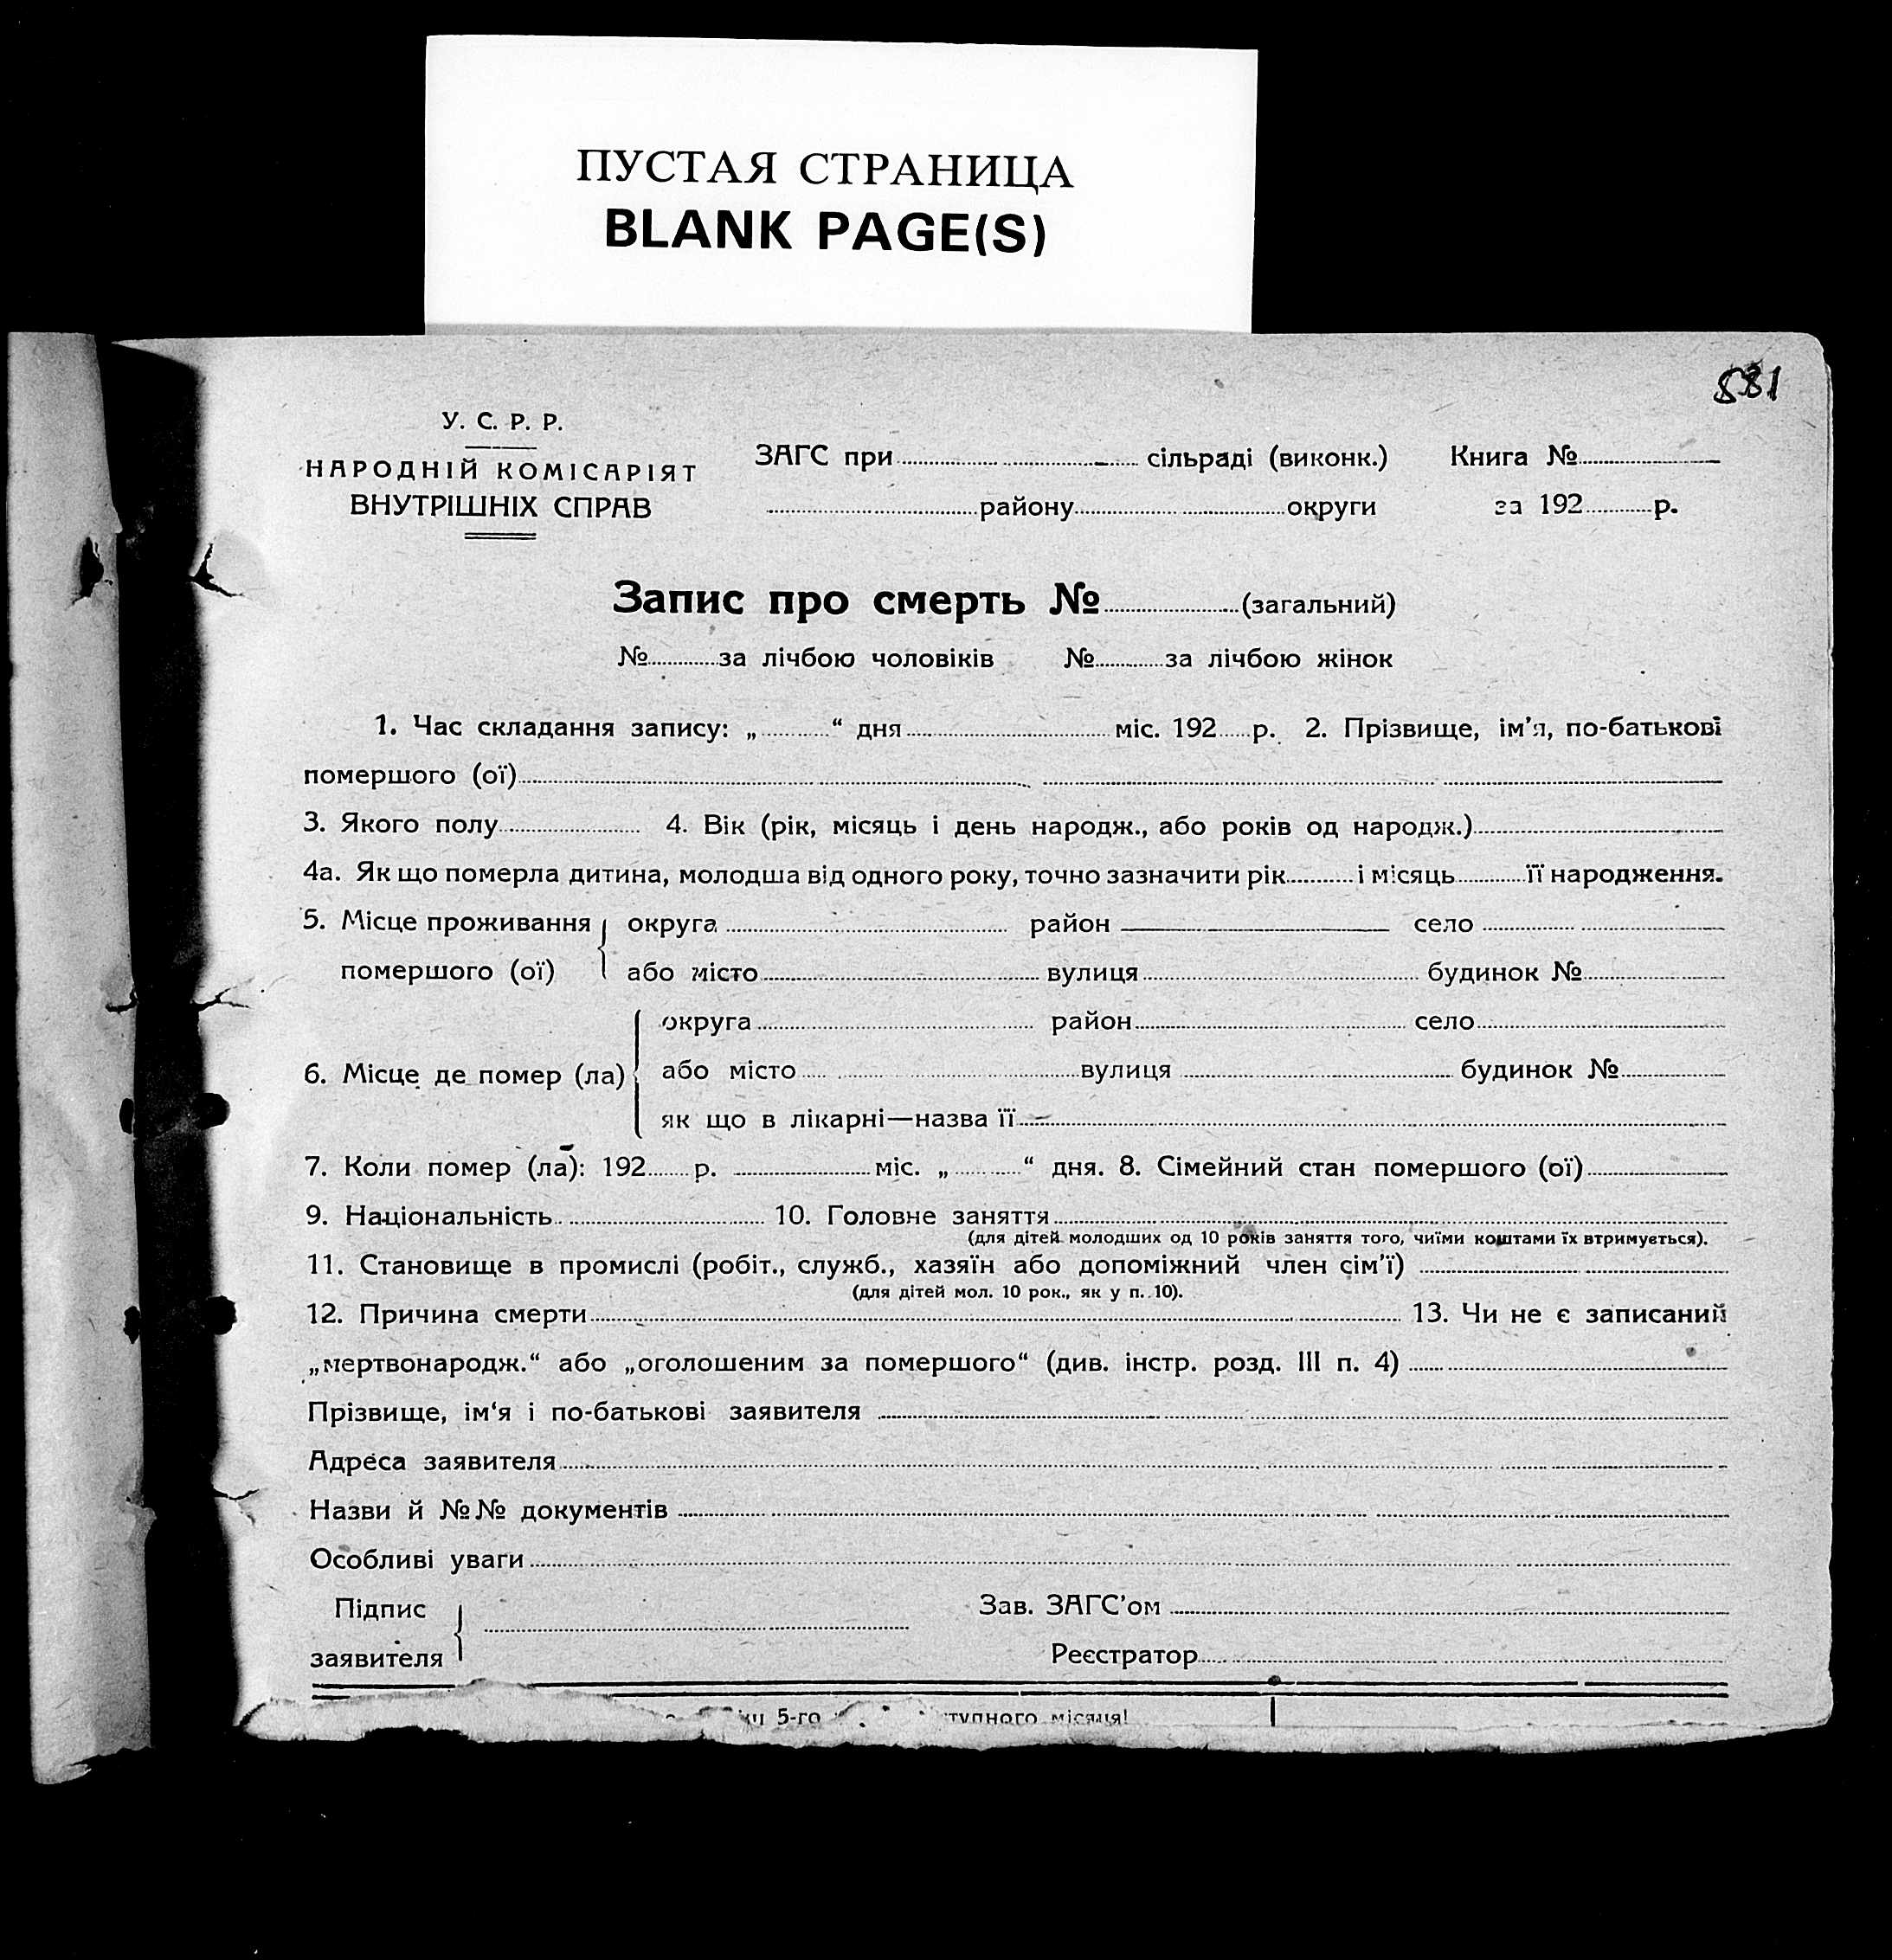 ПУСТАЯ СТРАНИЦА
BLANK PAGE(S)
581
У. С. Р. Р.
НАРОДНІЙ КОМІСАРІЯТ
ВНУТРІШНІХ СПРАВ
ЗАГС при сільраді (виконк.) Книга №
району округи за 192 р.
Запис про смерть № (загальний)
№ за лічбою чоловіків № за лічбою жінок
1. Час складання запису: „ “ дня міс. 192 р. 2. Прізвище, ім’я, по-батькові
помершого (ої)
3. Якого полу 4. Вік (рік, місяць і день народж., або років од народж.)
4а. Як що померла дитина, молодша від одного року, точно зазначити рік і місяць її народження.
5. Місце проживання округа район село
помершого (ої) або місто вулиця будинок №
округа район село
6. Місце де помер (ла) або місто вулиця будинок №
як що в лікарні—назва її
7. Коли помер (ла): 192 р. міс. „ “ дня. 8. Сімейний стан помершого (ої)
9. Національність 10. Головне заняття
(для дітей молодших од 10 років заняття того, чиїми коштами їх втримується).
11. Становище в промислі (робіт., служб., хазяїн або допоміжний член сім’ї)
(для дітей мол. 10 рок., як у п. 10).
12. Причина смерти 13. Чи не є записаний
„мертвонародж.“ або „оголошеним за помершого“ (див. інстр. розд. III п. 4)
Прізвище, ім‘я і по-батькові заявителя
Адреса заявителя
Назви й №№ документів
Особливі уваги
Підпис Зав. ЗАГС’ом
заявителя Реєстратор
5-го місяця!